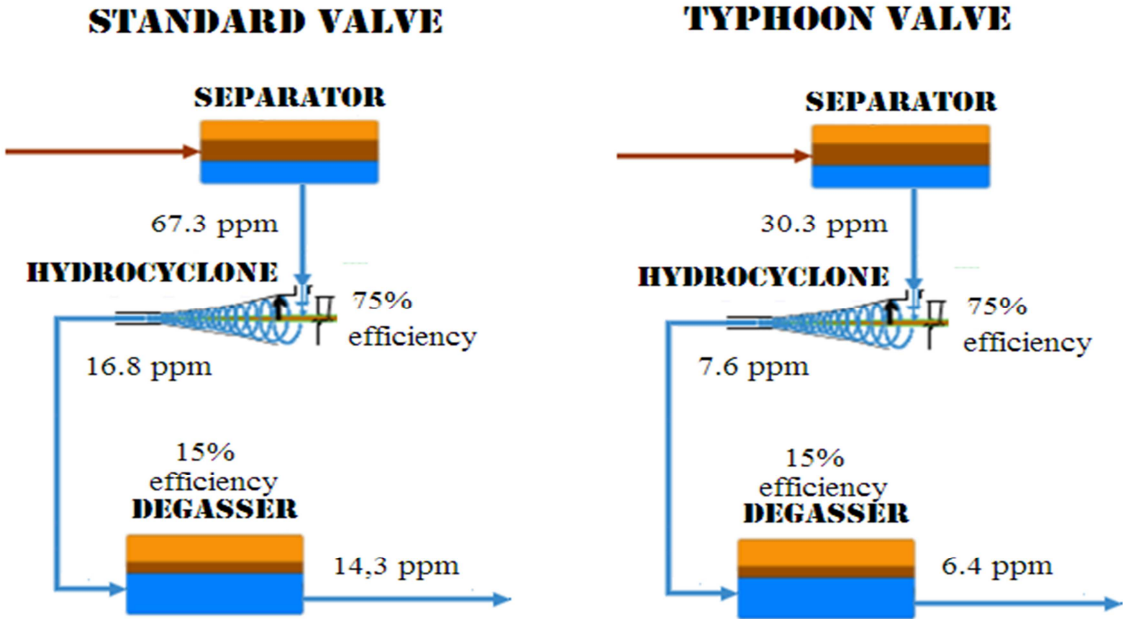 STANDARD VALVE
SEPARATOR
67.3 ppm
HYDROCYCLONE
75%
efficiency
16.8 ppm
15%
efficiency
DEGASSER
14,3 ppm
TYPHOON VALVE
SEPARATOR
30.3 ppm
HYDROCYCLONE
75%
efficiency
7.6 ppm
15%
efficiency
DEGASSER
6.4 ppm